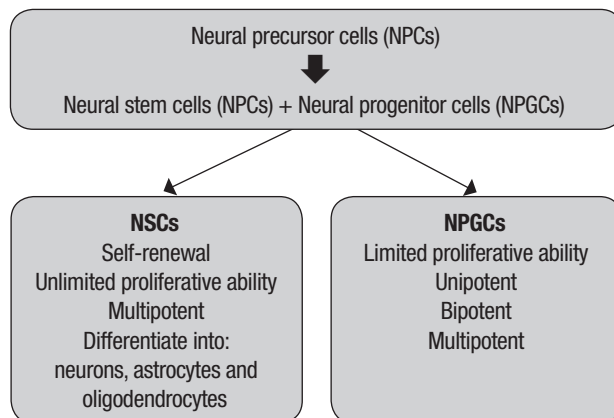 Neural precursor cells (NPCs)
Neural stem cells (NPCs) + Neural progenitor cells (NPGCs)
NSCs
Self-renewal
Unlimited proliferative ability
Multipotent
Differentiate into:
neurons, astrocytes and
oligodendrocytes
NPGCs
Limited proliferative ability
Unipotent
Bipotent
Multipotent